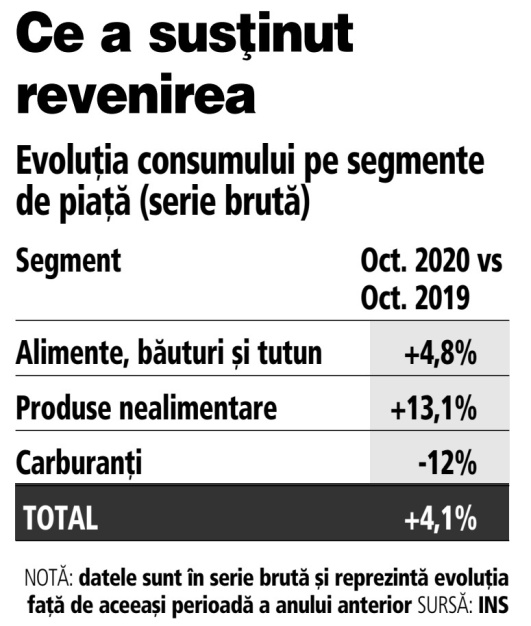 Ce a susţinut
revenirea
Evoluția consumului pe segmente
de piață (serie brută)
Segment Oct. 2020 vs
Oct. 2019
Alimente, băuturi și tutun +4,8%
Produse nealimentare +13,1%
Carburanți -12%
TOTAL +4,1%
NOTĂ: datele sunt în serie brută și reprezintă evoluția
față de aceeași perioadă a anului anterior SURSĂ: INS